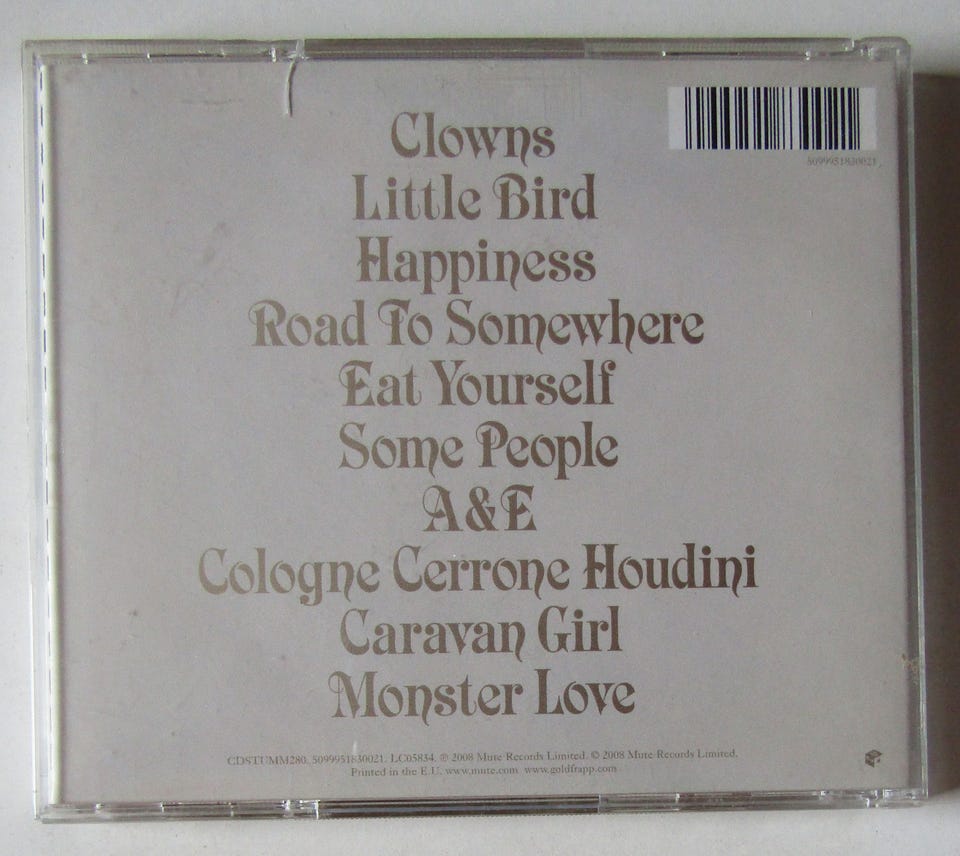 5099951830021
Clowns
Little Bird
Happiness
Road To Somewhere
Eat Yourself
Some People
A&E
Cologne Cerrone Houdini
Caravan Girl
Monster Love
CDSTUMM280. 5099951830021. LC05834. ℗ 2008 Mute Records Limited. © 2008 Mute Records Limited.
Printed in the E.U. www.mute.com www.goldfrapp.com